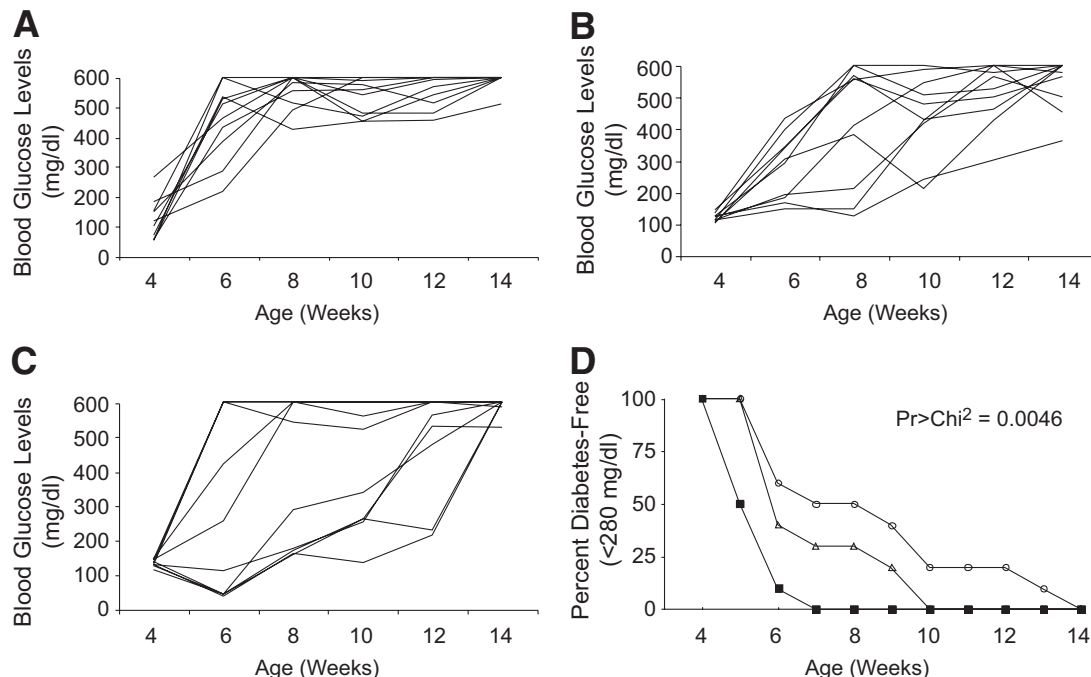 A
Blood Glucose Levels
(mg/dl)
600
500
400
300
200
100
0
4 6 8 10 12 14
Age (Weeks)
B
Blood Glucose Levels
(mg/dl)
600
500
400
300
200
100
0
4 6 8 10 12 14
Age (Weeks)
C
Blood Glucose Levels
(mg/dl)
600
500
400
300
200
100
0
4 6 8 10 12 14
Age (Weeks)
D
Percent Diabetes-Free
(<280 mg/dl)
100
75
50
25
0
Pr>Chi² = 0.0046
4 6 8 10 12 14
Age (Weeks)